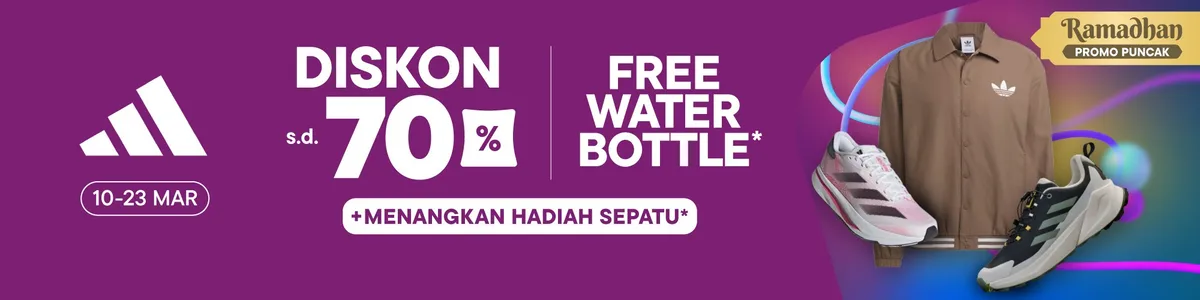 10-23 MAR
DISKON
s.d. 70%
+MENANGKAN HADIAH SEPATU*
FREE
WATER
BOTTLE*
Ramadhan
PROMO PUNCAK